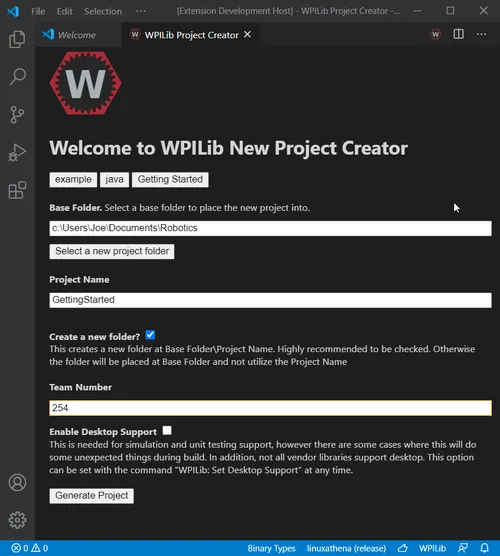 File Edit Selection ... [Extension Development Host] - WPILib Project Creator -...
Welcome W WPILib Project Creator
W
Welcome to WPILib New Project Creator
example java Getting Started
Base Folder. Select a base folder to place the new project into.
c:\Users\Joe\Documents\Robotics
Select a new project folder
Project Name
GettingStarted
Create a new folder?
This creates a new folder at Base Folder\Project Name. Highly recommended to be checked. Otherwise
the folder will be placed at Base Folder and not utilize the Project Name
Team Number
254
Enable Desktop Support
This is needed for simulation and unit testing support, however there are some cases where this will do
some unexpected things during build. In addition, not all vendor libraries support desktop. This option
can be set with the command "WPILib: Set Desktop Support" at any time.
Generate Project
0 0 Binary Types linuxathena (release) WPILib